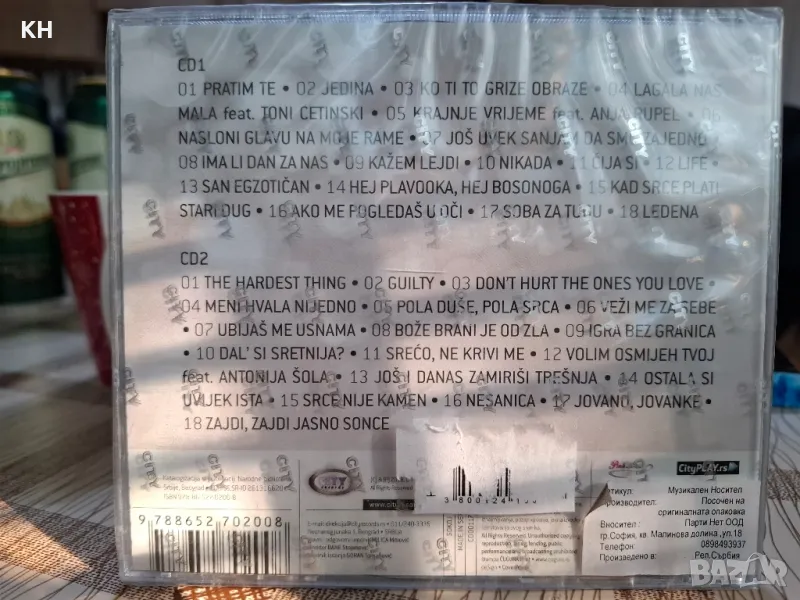 KH
CD1
01 PRATIM TE • 02 JEDINA • 03 KO TI TO GRIZE OBRAZE • 04 LAGALA NAS
MALA feat. TONI CETINSKI • 05 KRAJNJE VRIJEME feat. ANJA RUPEL • 06
NASLONI GLAVU NA MOJE RAME • 07 JOŠ UVEK SANJAM DA SMO ZAJEDNO •
08 IMA LI DAN ZA NAS • 09 KAŽEM LEJDI • 10 NIKADA • 11 ČIJA SI • 12 LIFE •
13 SAN EGZOTIČAN • 14 HEJ PLAVOOKA, HEJ BOSONOGA • 15 KAD SRCE PLATI
STARI DUG • 16 AKO ME POGLEDAŠ U OČI • 17 SOBA ZA TUGU • 18 LEDENA
CD2
01 THE HARDEST THING • 02 GUILTY • 03 DON'T HURT THE ONES YOU LOVE •
04 MENI HVALA NIJEDNO • 05 POLA DUŠE, POLA SRCA • 06 VEŽI ME ZA SEBE
• 07 UBIJAŠ ME USNAMA • 08 BOŽE BRANI JE OD ZLA • 09 IGRA BEZ GRANICA
• 10 DAL' SI SRETNIJA? • 11 SREĆO, NE KRIVI ME • 12 VOLIM OSMIJEH TVOJ
feat. ANTONIJA ŠOLA • 13 JOŠ I DANAS ZAMIRIŠI TREŠNJA • 14 OSTALA SI
UVIJEK ISTA • 15 SRCE NIJE KAMEN • 16 NESANICA • 17 JOVANO, JOVANKE •
18 ZAJDI, ZAJDI JASNO SONCE
CITY
CityPLAY.rs
9 788652 702008
Артикул: Музикален Носител
Производител: Посочен на
оригиналната опаковка
Вносител: Парти Нет ООД
гр.София, кв. Малинова долина ,ул.18
Телефон 0898493937
Произведено в: Реп.Сърбия
BAZAR